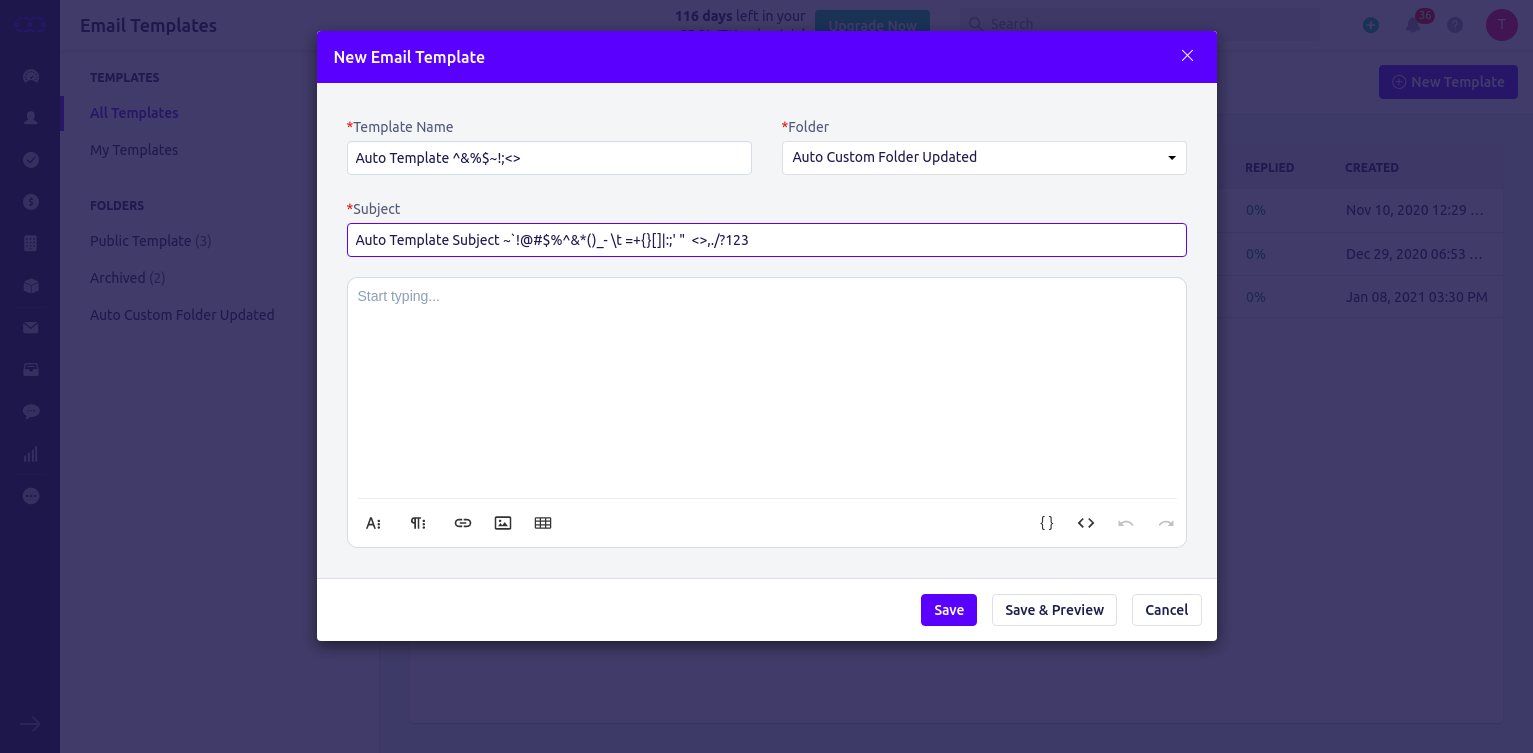 Email Templates
116 days left in your
Upgrade Now
Search
36
T
New Email Template
TEMPLATES
All Templates
My Templates
FOLDERS
Public Template (3)
Archived (2)
Auto Custom Folder Updated
New Template
REPLIED CREATED
0% Nov 10, 2020 12:29 ...
0% Dec 29, 2020 06:53 ...
0% Jan 08, 2021 03:30 PM
*Template Name *Folder
Auto Template ^&%$~!;<> Auto Custom Folder Updated
*Subject
Auto Template Subject ~`!@#$%^&*()_- \t =+{}[]|:;' "  <>,./?123
Start typing...
Save Save & Preview Cancel